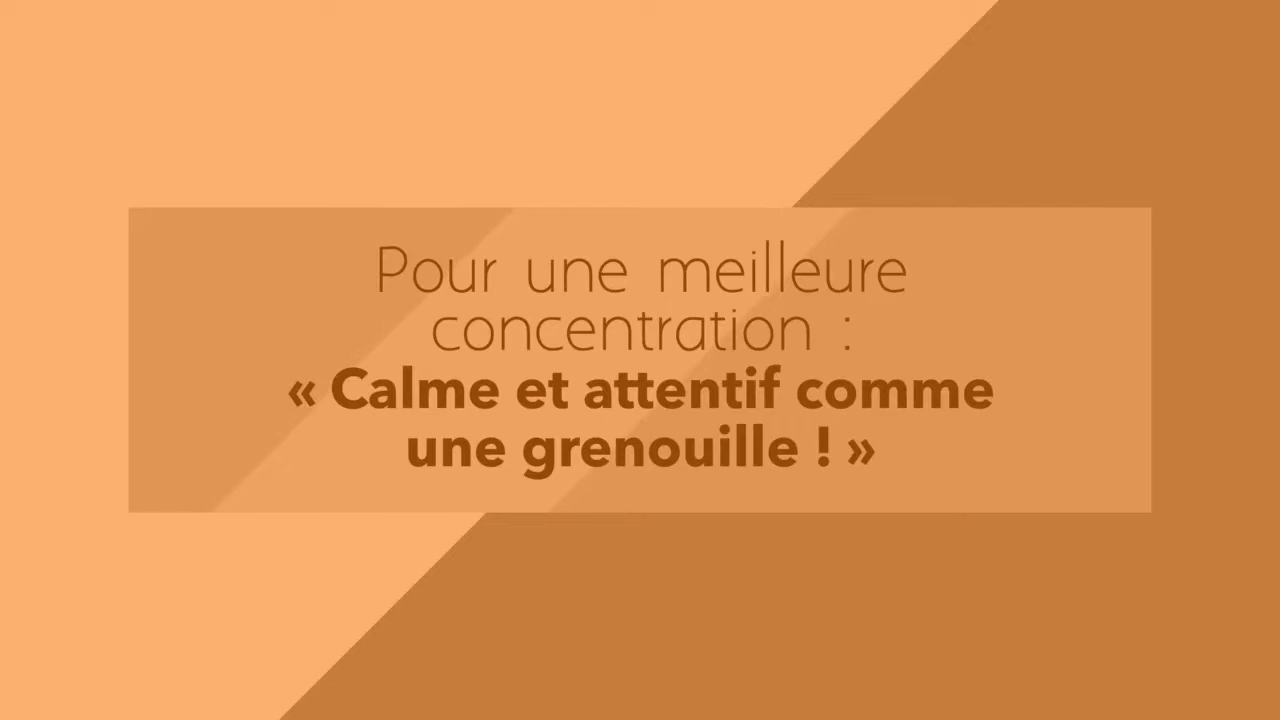 Pour une meilleure
concentration :
« Calme et attentif comme
une grenouille ! »